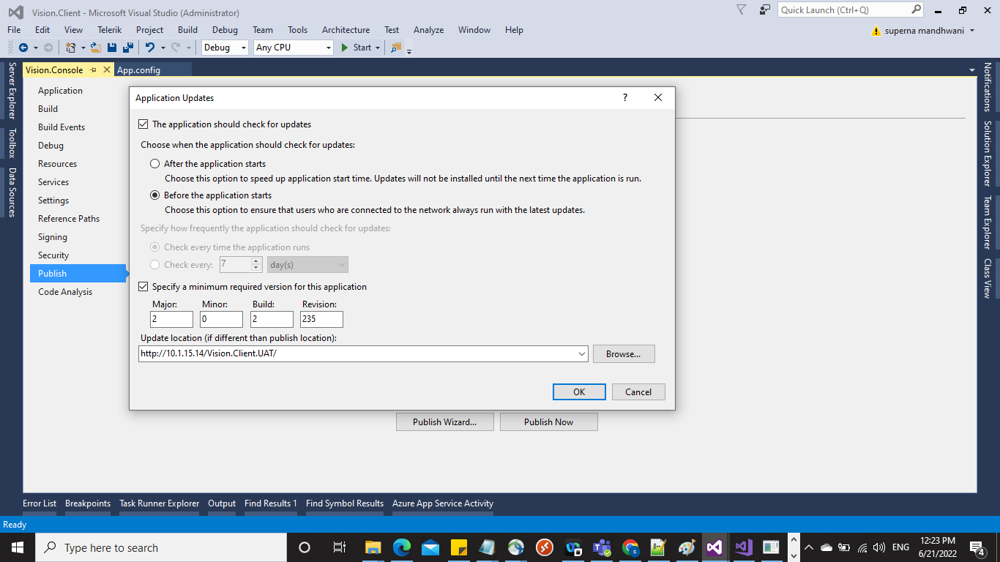 Vision.Client - Microsoft Visual Studio (Administrator)
Quick Launch (Ctrl+Q)
File Edit View Telerik Project Build Debug Team Tools Architecture Test Analyze Window Help
superna mandhwani
Debug Any CPU Start
Vision.Console App.config
Server Explorer
Toolbox
Data Sources
Application
Build
Build Events
Debug
Resources
Services
Settings
Reference Paths
Signing
Security
Publish
Code Analysis
Application Updates ?
The application should check for updates
Choose when the application should check for updates:
After the application starts
Choose this option to speed up application start time. Updates will not be installed until the next time the application is run.
Before the application starts
Choose this option to ensure that users who are connected to the network always run with the latest updates.
Specify how frequently the application should check for updates:
Check every time the application runs
Check every: 7 day(s)
Specify a minimum required version for this application
Major: Minor: Build: Revision:
2 0 2 235
Update location (if different than publish location):
http://10.1.15.14/Vision.Client.UAT/ Browse...
OK Cancel
Publish Wizard... Publish Now
Notifications
Solution Explorer
Team Explorer
Class View
Error List Breakpoints Task Runner Explorer Output Find Results 1 Find Symbol Results Azure App Service Activity
Ready
Type here to search
ENG
12:23 PM
6/21/2022
4